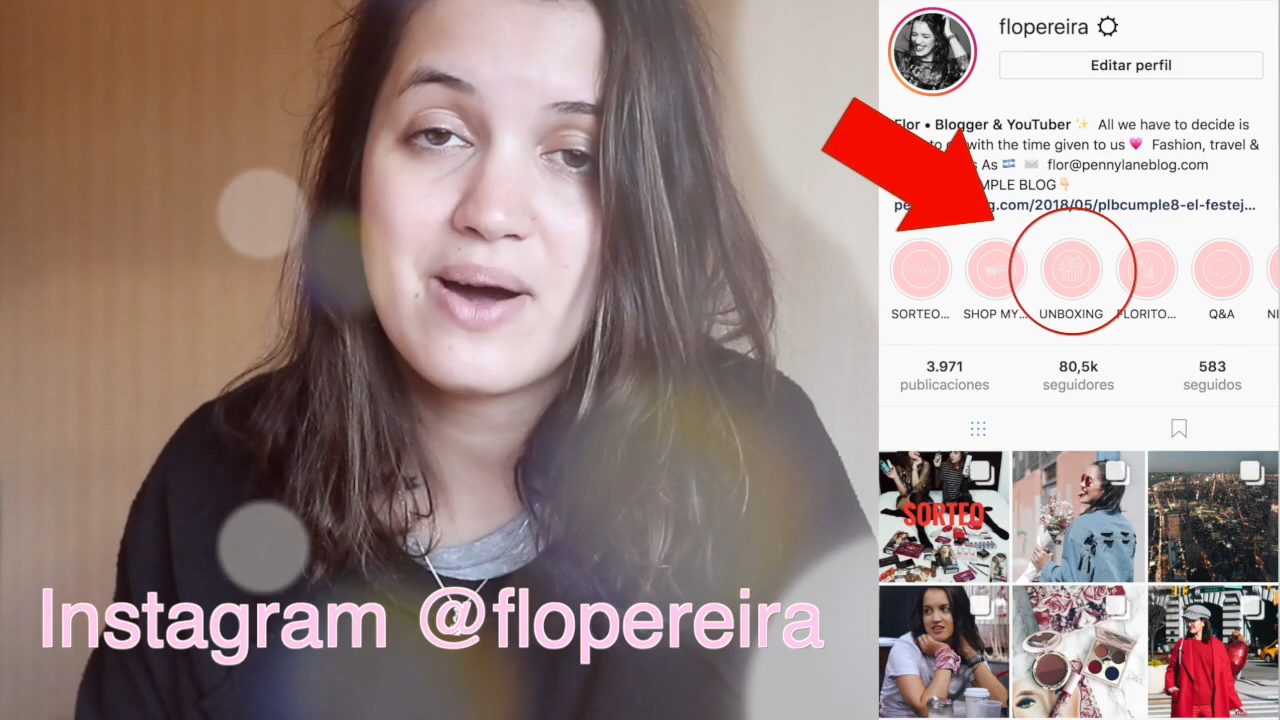 flopereira
Editar perfil
Flor • Blogger & YouTuber ✨ All we have to decide is
with the time given to us 💗 Fashion, travel &
As 🇦🇷 ✉️ flor@pennylaneblog.com
BLOG👇🏻
.com/2018/05/plbcumple8-el-festej...
SORTEO... SHOP MY... UNBOXING FLORITO... Q&A NI
3.971 80,5k 583
publicaciones seguidores seguidos
SORTEO
Instagram @flopereira